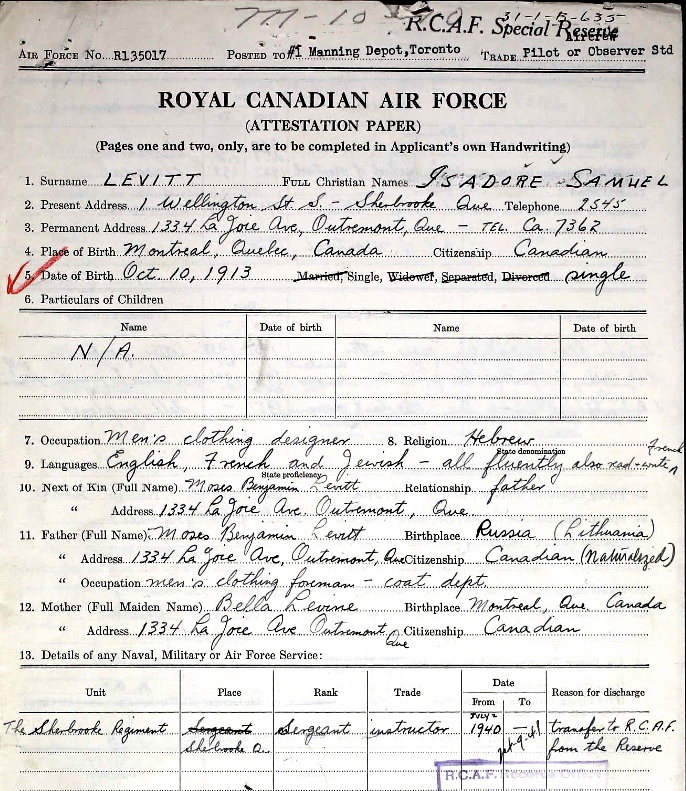 M-10
31-1-B-635
R.C.A.F. Special Reserve
Aircrew
AIR FORCE NO. R135017 POSTED TO #1 Manning Depot, Toronto TRADE Pilot or Observer Std
ROYAL CANADIAN AIR FORCE
(ATTESTATION PAPER)
(Pages one and two, only, are to be completed in Applicant's own Handwriting)
1. Surname LEVITT FULL Christian Names ISADORE SAMUEL
2. Present Address 1 Wellington St S. - Sherbrooke Que Telephone 2545
3. Permanent Address 1334 La Joie Ave, Outremont, Que - TEL Ca. 7362
4. Place of Birth Montreal, Quebec, Canada Citizenship Canadian
5. Date of Birth Oct. 10, 1913 Married, Single, Widower, Separated, Divorced single
6. Particulars of Children
Name Date of birth Name Date of birth
N/A.
7. Occupation Men's clothing designer 8. Religion Hebrew
State denomination
9. Languages English, French and Jewish - all fluently also read + write French
State proficiency
10. Next of Kin (Full Name) Moses Benjamin Levitt Relationship father
" Address 1334 La Joie Ave. Outremont, Que
11. Father (Full Name) Moses Benjamin Levitt Birthplace Russia (Lithuania)
" Address 1334 La Joie Ave, Outremont, Que Citizenship Canadian (Naturalized)
" Occupation men's clothing forman - coat dept.
12. Mother (Full Maiden Name) Bella Levine Birthplace Montreal, Que. Canada
" Address 1334 La Joie Ave Outremont Que Citizenship Canadian
13. Details of any Naval, Military or Air Force Service:
Unit Place Rank Trade Date Reason for discharge
From To
The Sherbrooke Regiment Sergeant Sergeant instructor JULY 2 1940 - 41 transfer to R.C.A.F.
Sherbrooke Q. from the Reserve
R.C.A.F.